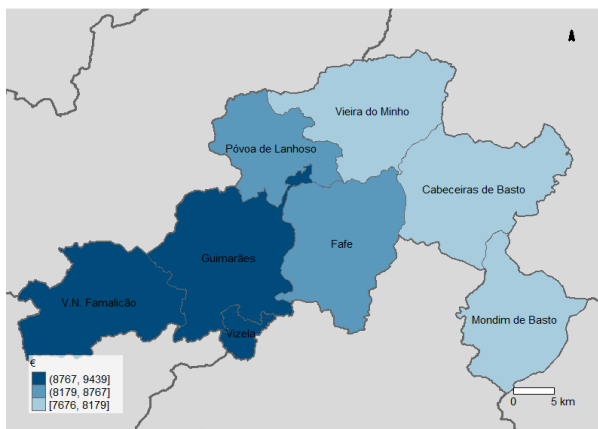 Vieira do Minho
Póvoa de Lanhoso
Cabeceiras de Basto
Fafe
Guimarães
V.N. Famalicão
Mondim de Basto
Vizela
€
(8767, 9439]
(8179, 8767]
[7676, 8179]
0 5 km